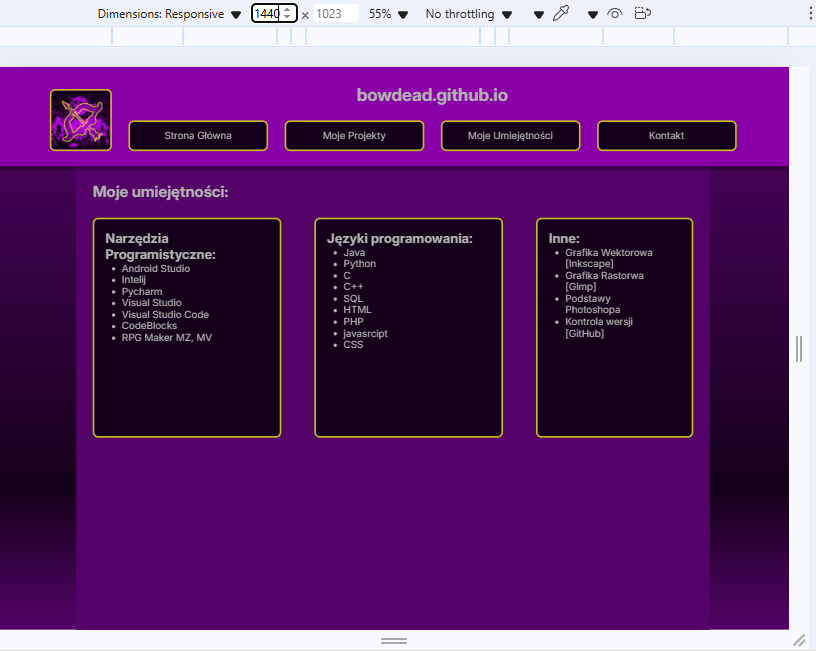 Dimensions: Responsive 1440 × 1023 55% No throttling
bowdead.github.io
Strona Główna Moje Projekty Moje Umiejętności Kontakt
Moje umiejętności:
Narzędzia
Programistyczne:
Android Studio
Intelij
Pycharm
Visual Studio
Visual Studio Code
CodeBlocks
RPG Maker MZ, MV
Języki programowania:
Java
Python
C
C++
SQL
HTML
PHP
javasrcipt
CSS
Inne:
Grafika Wektorowa
[Inkscape]
Grafika Rastorwa
[Gimp]
Podstawy
Photoshopa
Kontrola wersji
[GitHub]